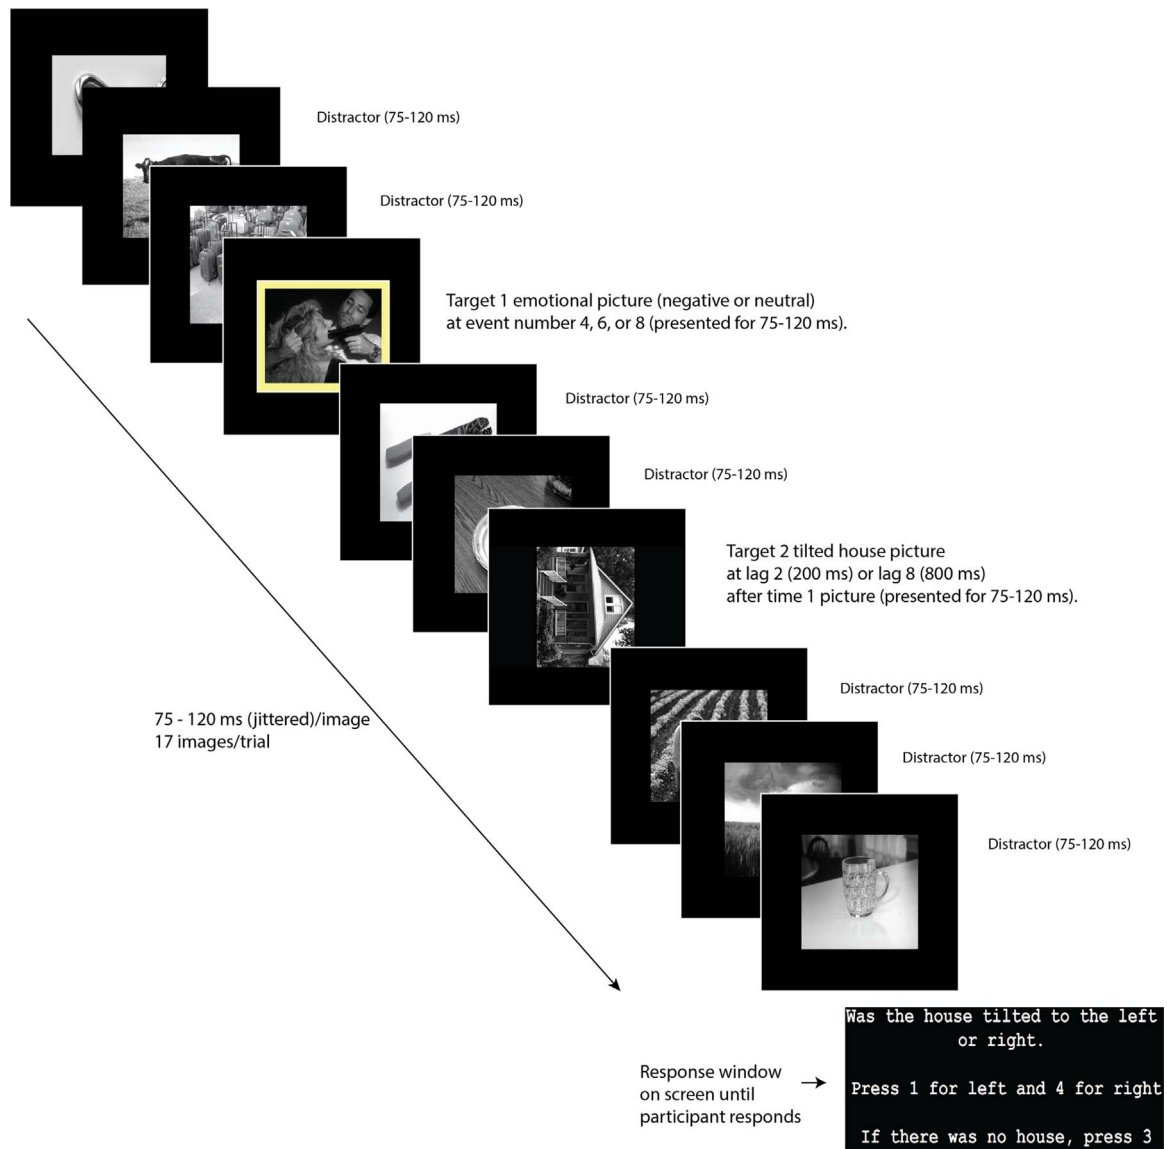 Distractor (75-120 ms)
Distractor (75-120 ms)
Target 1 emotional picture (negative or neutral)
at event number 4, 6, or 8 (presented for 75-120 ms).
Distractor (75-120 ms)
Distractor (75-120 ms)
Target 2 tilted house picture
at lag 2 (200 ms) or lag 8 (800 ms)
after time 1 picture (presented for 75-120 ms).
Distractor (75-120 ms)
75 - 120 ms (jittered)/image
17 images/trial
Distractor (75-120 ms)
Distractor (75-120 ms)
Response window
on screen until
participant responds
Was the house tilted to the left
or right.
Press 1 for left and 4 for right
If there was no house, press 3